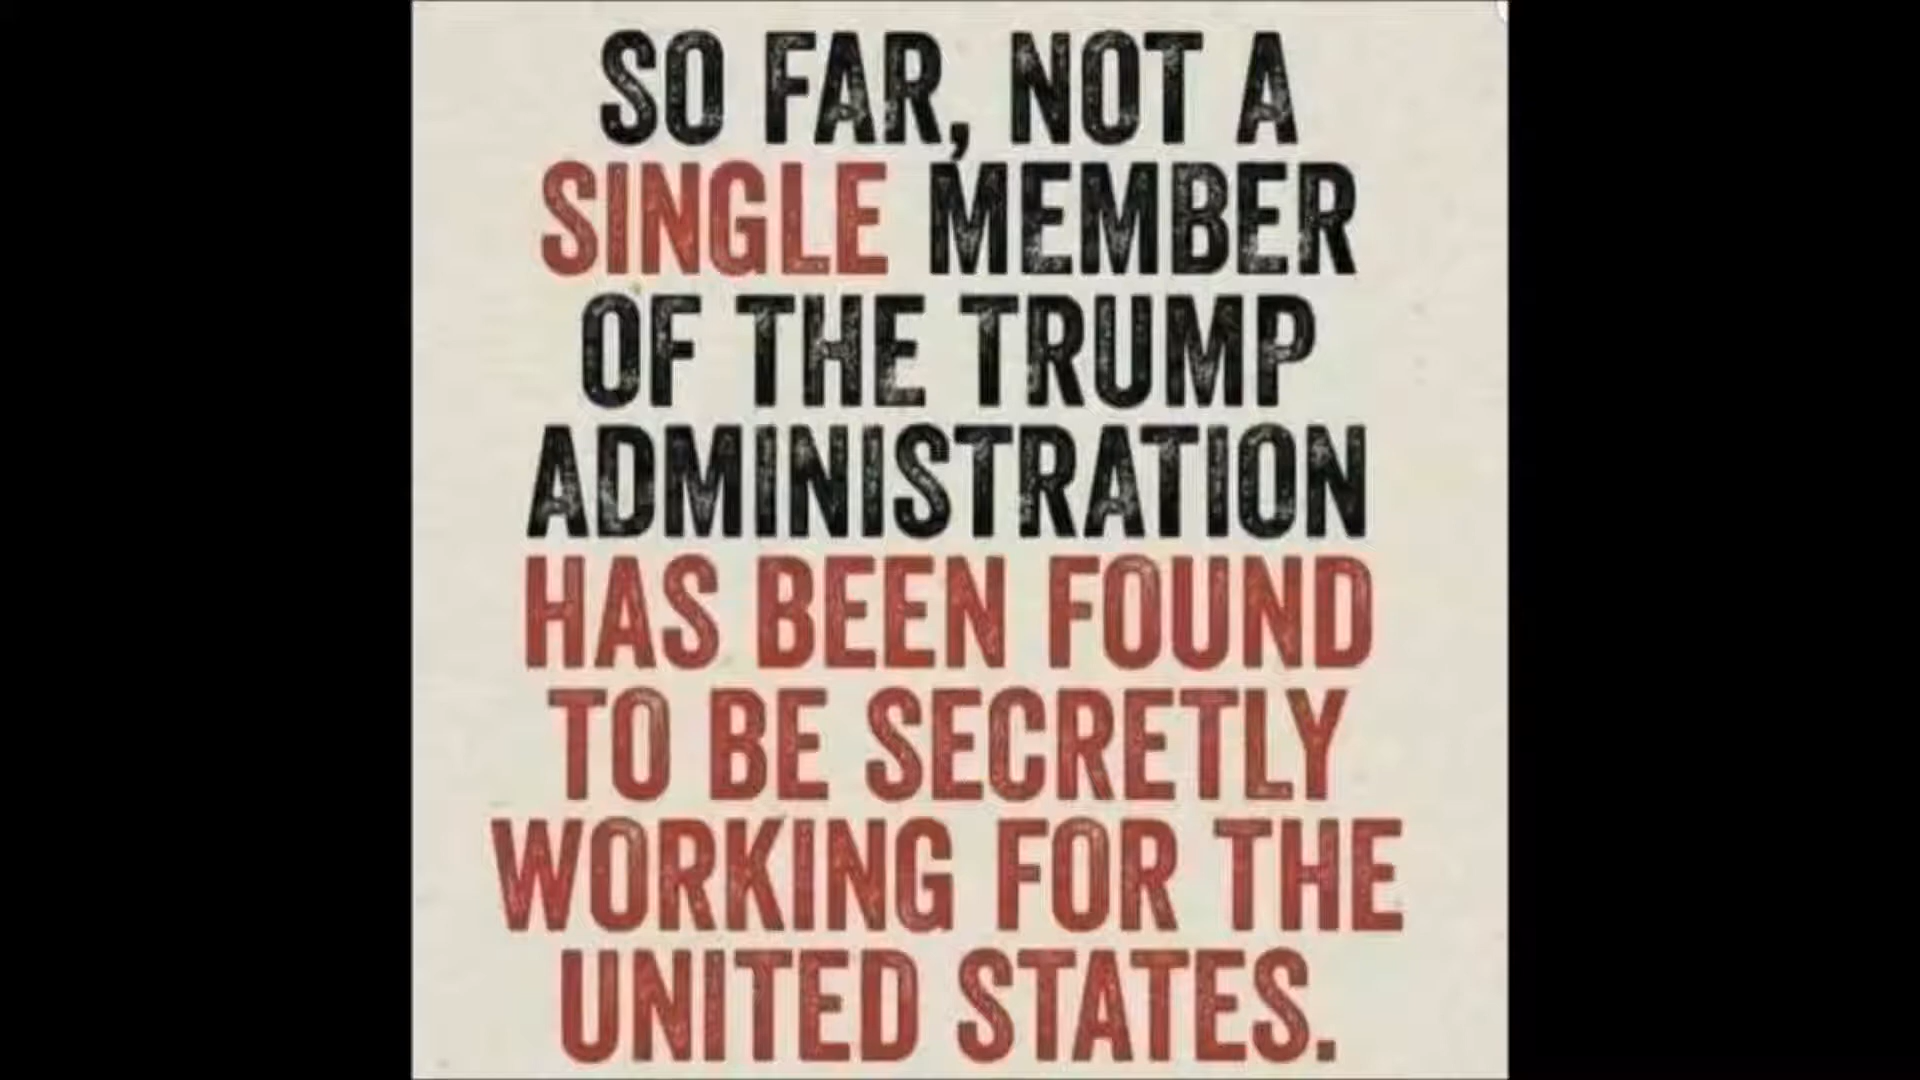 SO FAR, NOT A
SINGLE MEMBER
OF THE TRUMP
ADMINISTRATION
HAS BEEN FOUND
TO BE SECRETLY
WORKING FOR THE
UNITED STATES.